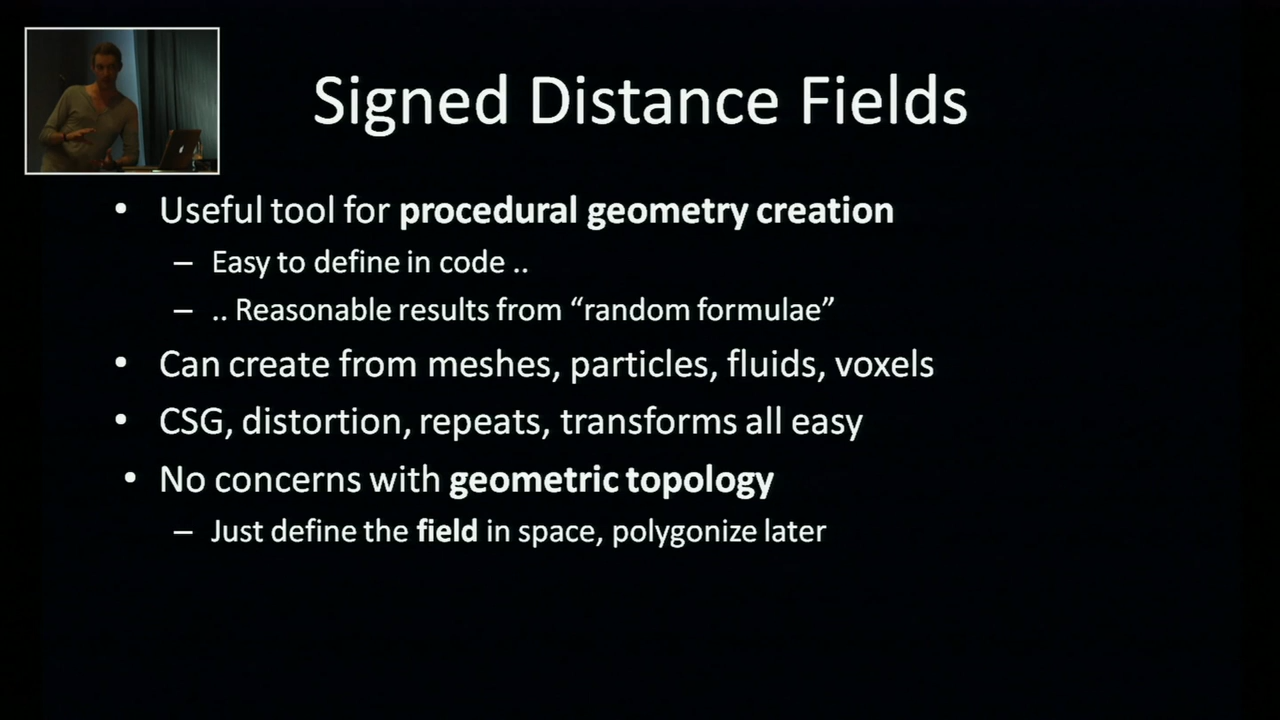 Signed Distance Fields
• Useful tool for procedural geometry creation
– Easy to define in code ..
– .. Reasonable results from “random formulae”
• Can create from meshes, particles, fluids, voxels
• CSG, distortion, repeats, transforms all easy
• No concerns with geometric topology
– Just define the field in space, polygonize later